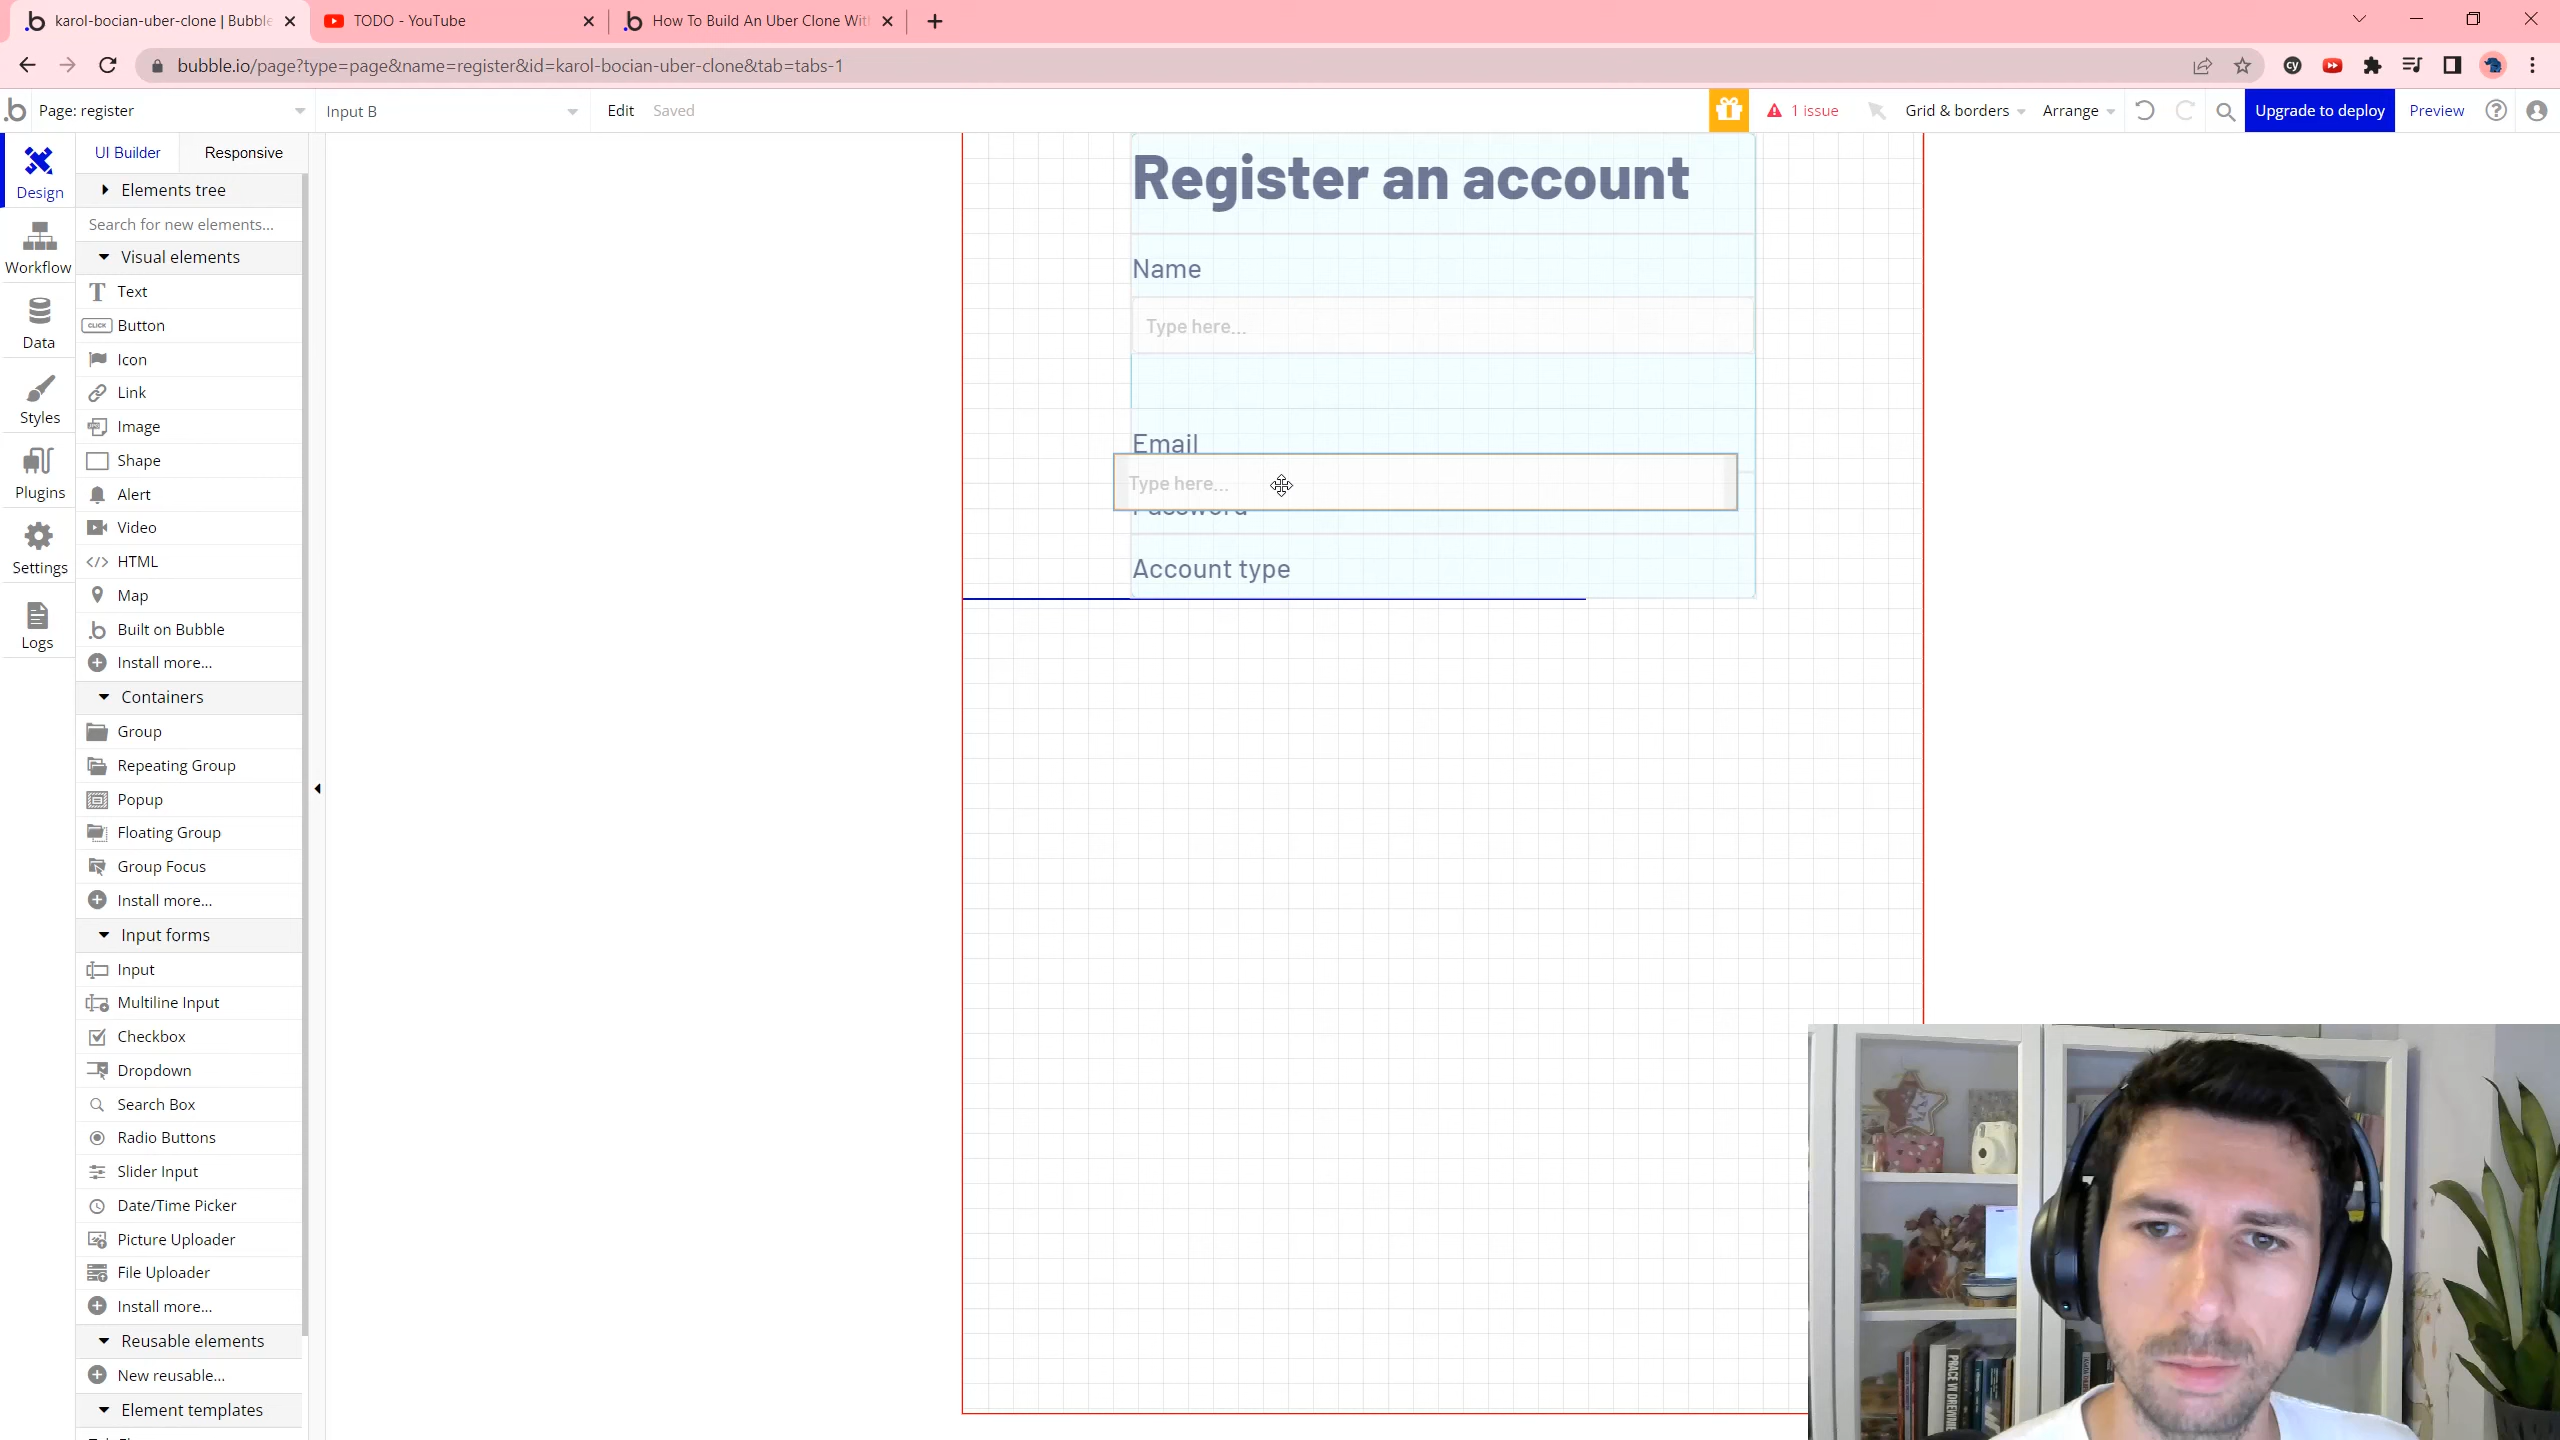 karol-bocian-uber-clone | Bubble
TODO - YouTube
How To Build An Uber Clone With
bubble.io/page?type=page&name=register&id=karol-bocian-uber-clone&tab=tabs-1
Page: register
Input B
Edit
Saved
1 issue
Grid & borders
Arrange
Upgrade to deploy
Preview
Design
Workflow
Data
Styles
Plugins
Settings
Logs
UI Builder
Responsive
Elements tree
Search for new elements...
Visual elements
Text
CLICK
Button
Icon
Link
Image
Shape
Alert
Video
HTML
Map
Built on Bubble
Install more...
Containers
Group
Repeating Group
Popup
Floating Group
Group Focus
Install more...
Input forms
Input
Multiline Input
Checkbox
Dropdown
Search Box
Radio Buttons
Slider Input
Date/Time Picker
Picture Uploader
File Uploader
Install more...
Reusable elements
New reusable...
Element templates
Register an account
Name
Type here...
Email
Type here...
Password
Account type